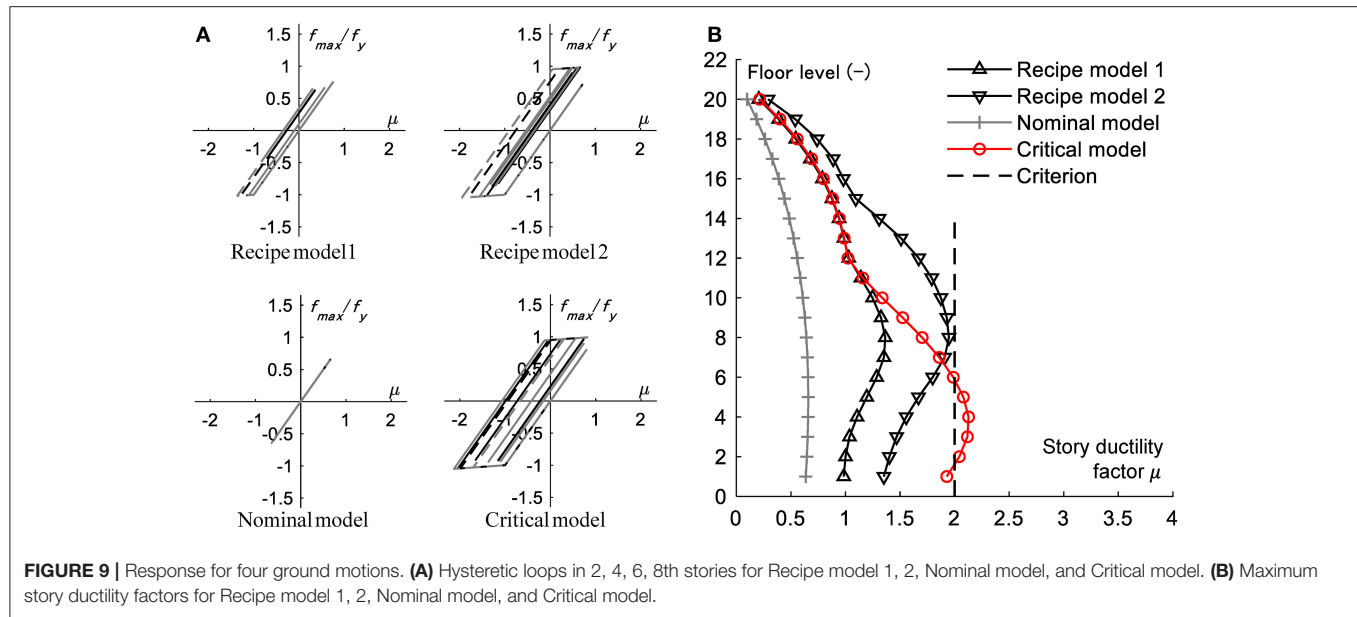 A
1.5
f_max/f_y
1
0.5
μ
-2
-1
1
2
-0.5
-1
-1.5
Recipe model1
1.5
f_max/f_y
1
0.5
μ
-2
-1
1
2
-0.5
-1
-1.5
Recipe model2
1.5
f_max/f_y
1
0.5
μ
-2
-1
1
2
-0.5
-1
-1.5
Nominal model
1.5
f_max/f_y
1
0.5
μ
-2
-1
1
2
-0.5
-1
-1.5
Critical model
B
22
20
18
16
14
12
10
8
6
4
2
0
Floor level (-)
Recipe model 1
Recipe model 2
Nominal model
Critical model
Criterion
Story ductility
factor μ
0 0.5 1 1.5 2 2.5 3 3.5 4
FIGURE 9 | Response for four ground motions. (A) Hysteretic loops in 2, 4, 6, 8th stories for Recipe model 1, 2, Nominal model, and Critical model. (B) Maximum
story ductility factors for Recipe model 1, 2, Nominal model, and Critical model.